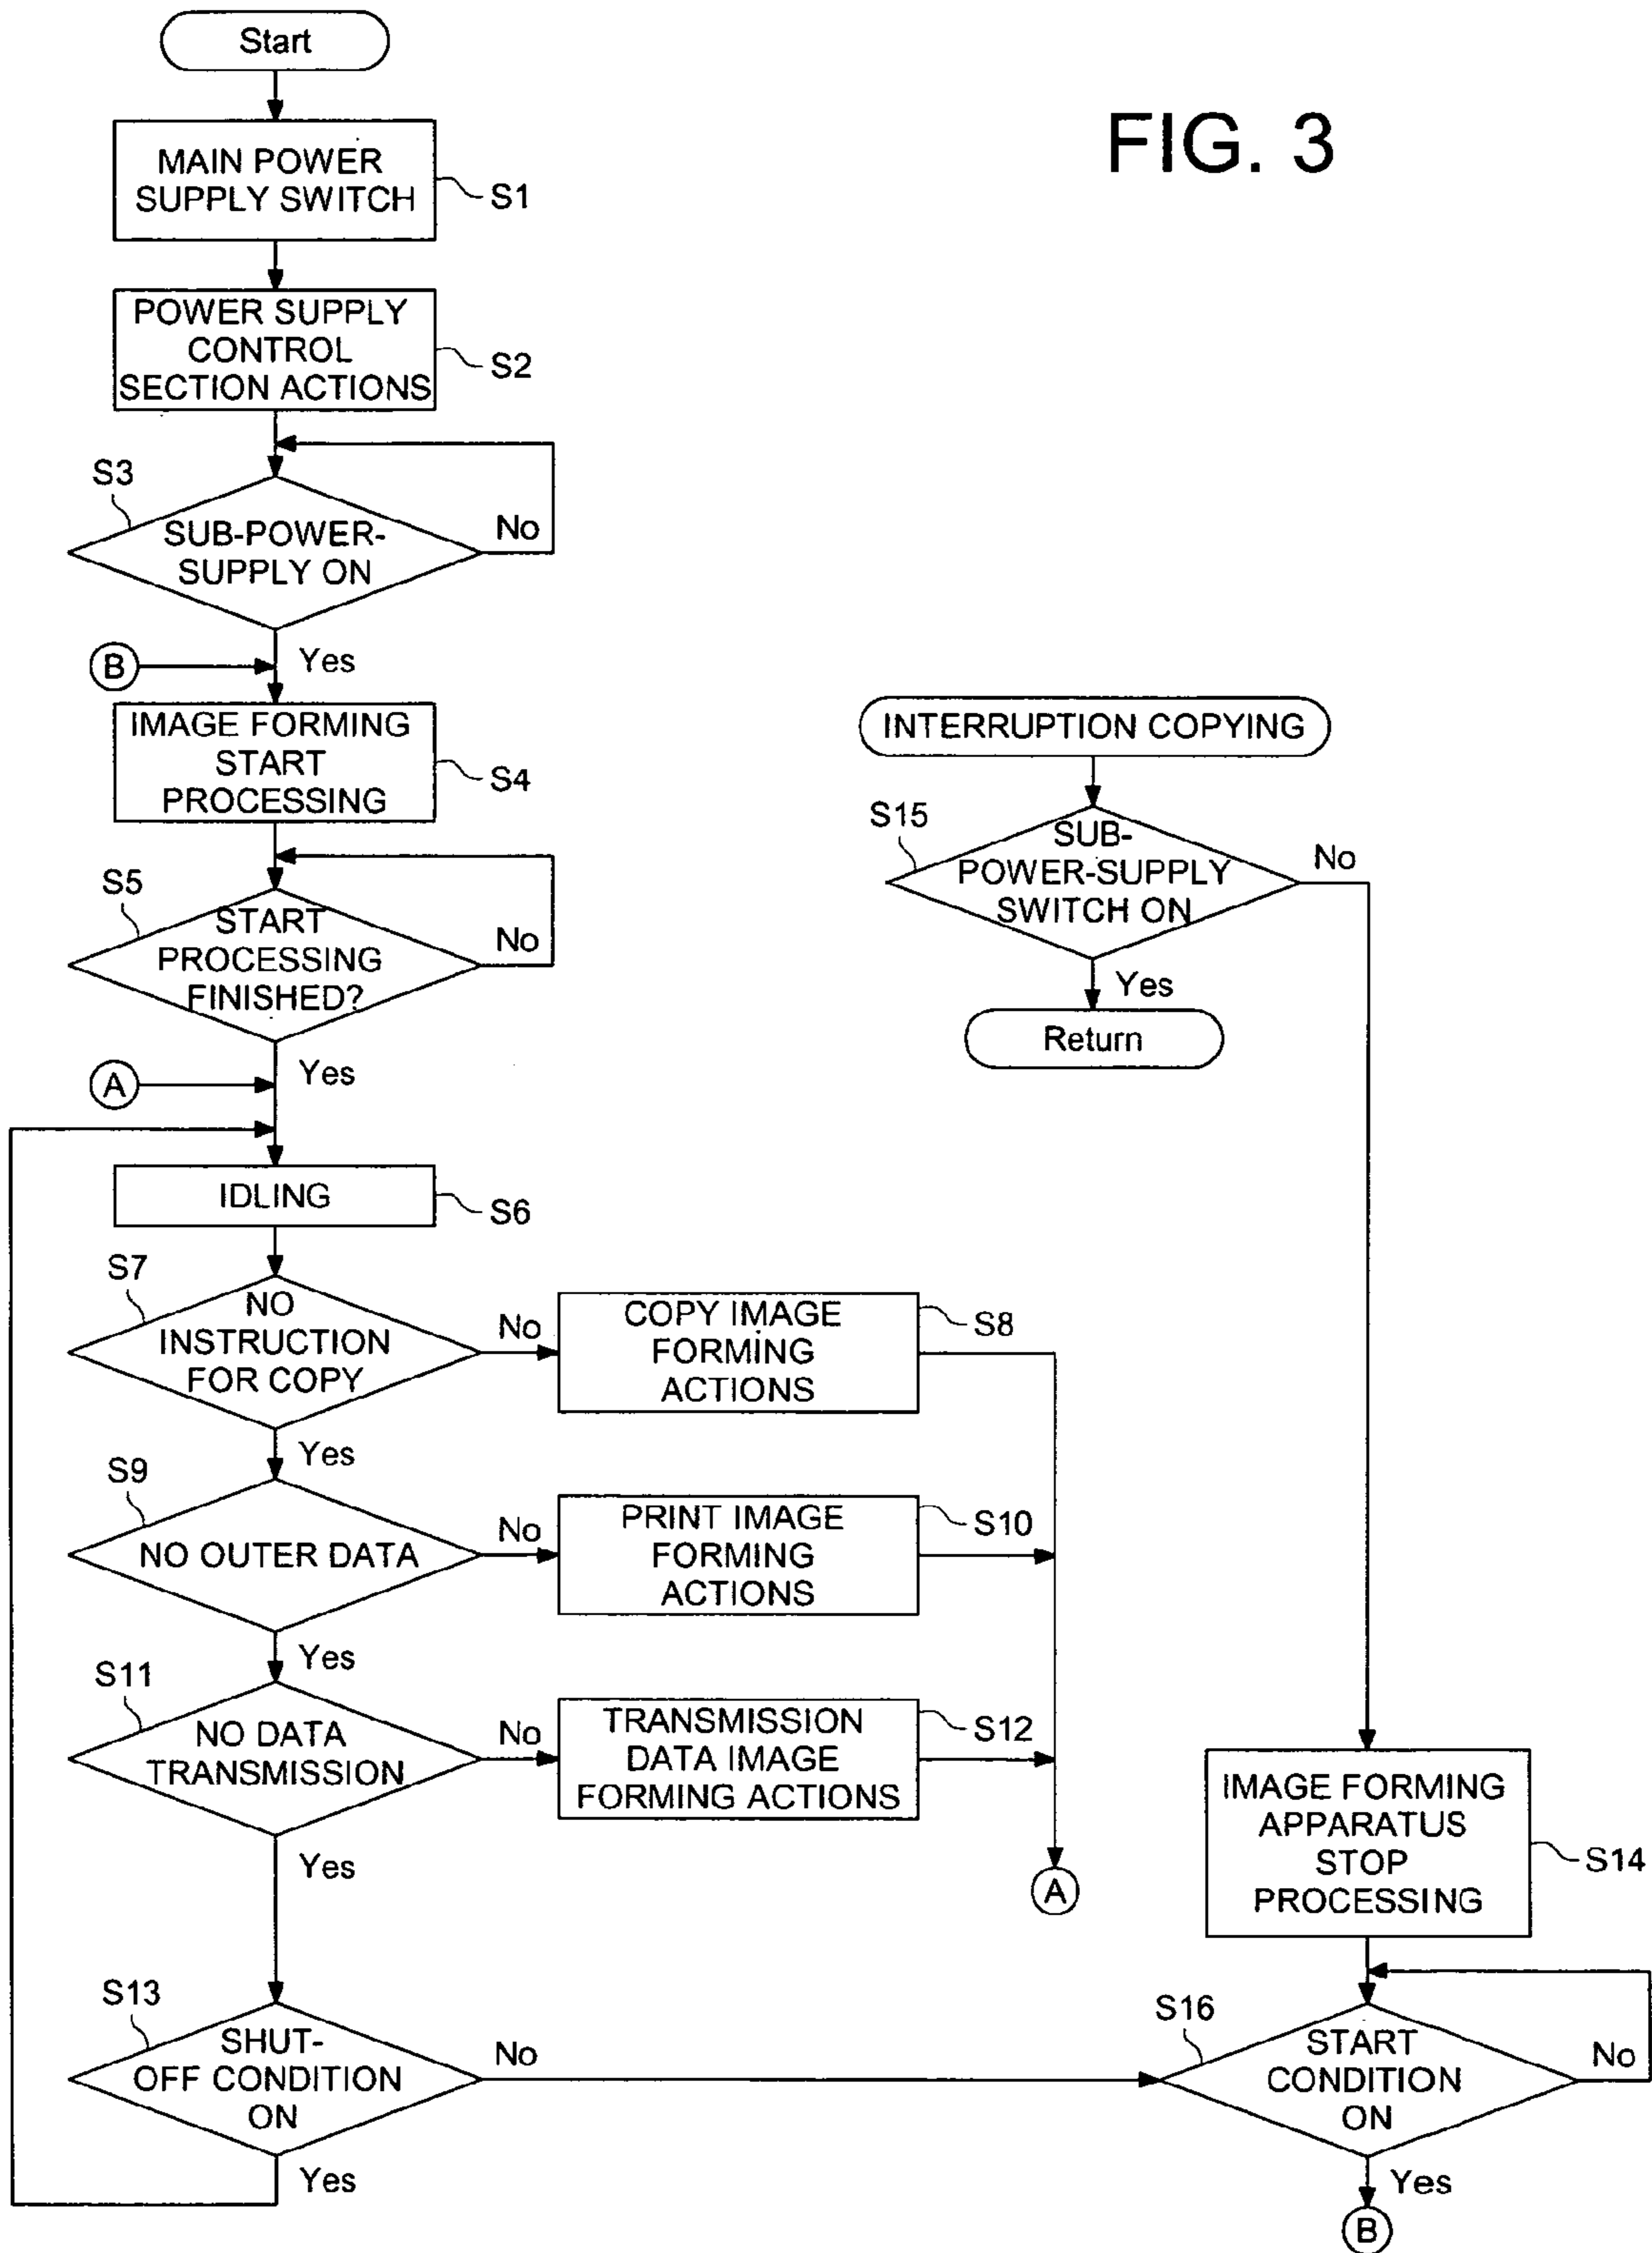 FIG. 3
Start
MAIN POWER
SUPPLY SWITCH
S1
POWER SUPPLY
CONTROL
SECTION ACTIONS
S2
S3
SUB-POWER-
SUPPLY ON
No
Yes
B
IMAGE FORMING
START
PROCESSING
S4
S5
START
PROCESSING
FINISHED?
No
Yes
A
IDLING
S6
S7
NO
INSTRUCTION
FOR COPY
No
COPY IMAGE
FORMING
ACTIONS
S8
Yes
S9
NO OUTER DATA
No
PRINT IMAGE
FORMING
ACTIONS
S10
Yes
S11
NO DATA
TRANSMISSION
No
TRANSMISSION
DATA IMAGE
FORMING ACTIONS
S12
A
Yes
S13
SHUT-
OFF CONDITION
ON
No
Yes
INTERRUPTION COPYING
S15
SUB-
POWER-SUPPLY
SWITCH ON
No
Yes
Return
IMAGE FORMING
APPARATUS
STOP
PROCESSING
S14
S16
START
CONDITION
ON
No
Yes
B